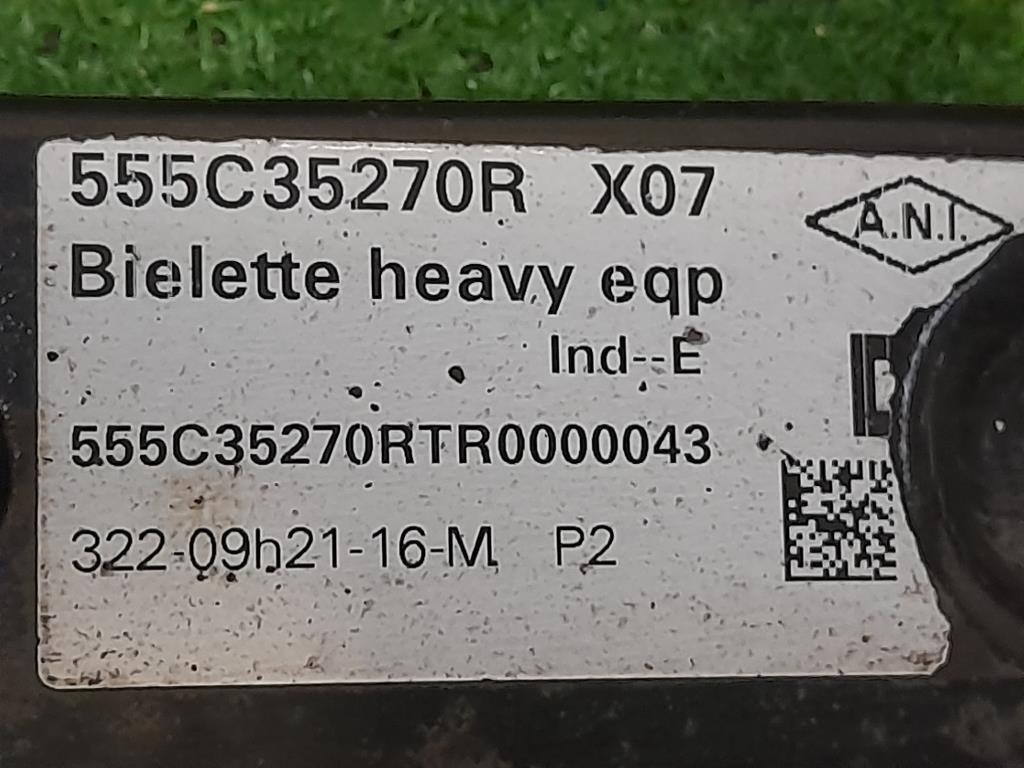 555C35270R X07
A.N.I.
Bielette heavy eqp
Ind--E
555C35270RTR0000043
322-09h21-16-M P2